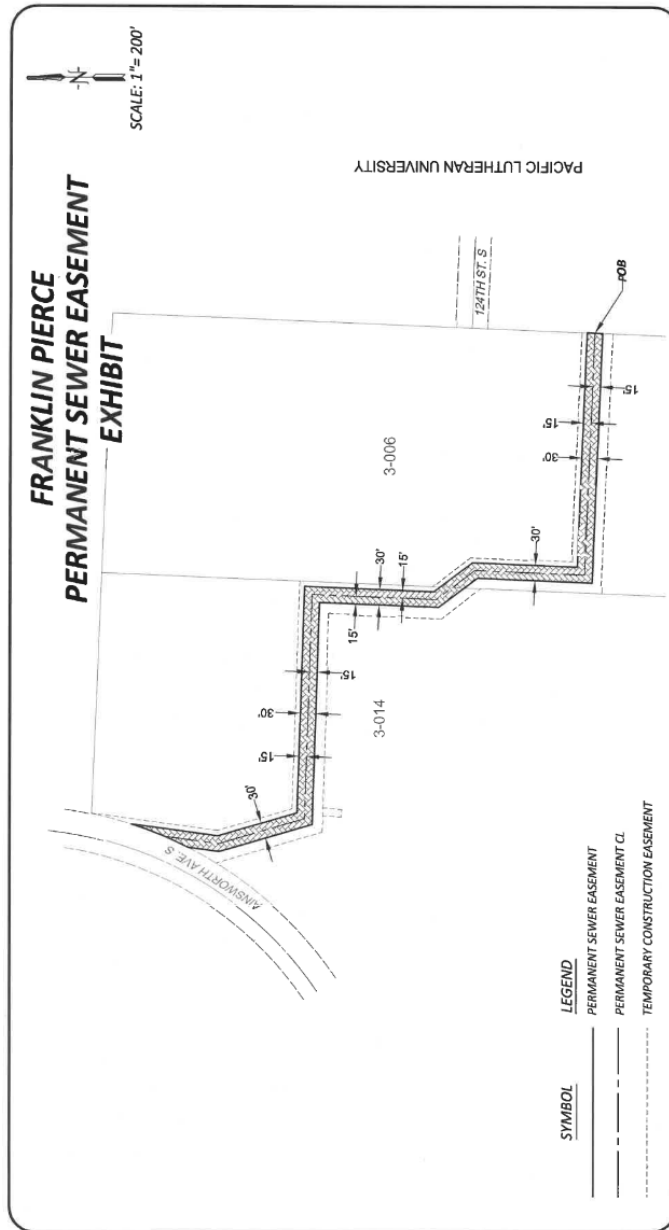 FRANKLIN PIERCE
PERMANENT SEWER EASEMENT
EXHIBIT
N
SCALE: 1"= 200'
PACIFIC LUTHERAN UNIVERSITY
124TH ST. S
POB
3-006
15'
15'
30'
30'
30'
15'
15'
3-014
15'
30'
15'
30'
AINSWORTH AVE. S
SYMBOL
LEGEND
PERMANENT SEWER EASEMENT
PERMANENT SEWER EASEMENT CL
TEMPORARY CONSTRUCTION EASEMENT